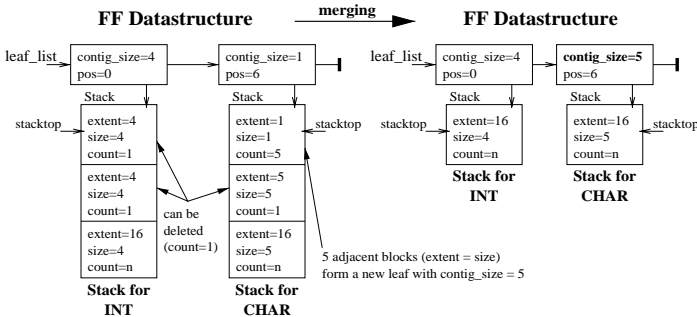 FF Datastructure
merging
FF Datastructure
leaf_list
contig_size=4
pos=0
contig_size=1
pos=6
Stack
stacktop
extent=4
size=4
count=1
extent=4
size=4
count=1
extent=16
size=4
count=n
Stack for
INT
can be
deleted
(count=1)
extent=1
size=1
count=5
extent=5
size=5
count=1
extent=16
size=5
count=n
Stack for
CHAR
stacktop
5 adjacent blocks (extent = size)
form a new leaf with contig_size = 5
leaf_list
contig_size=4
pos=0
contig_size=5
pos=6
Stack
stacktop
extent=16
size=4
count=n
Stack for
INT
extent=16
size=5
count=n
Stack for
CHAR
stacktop